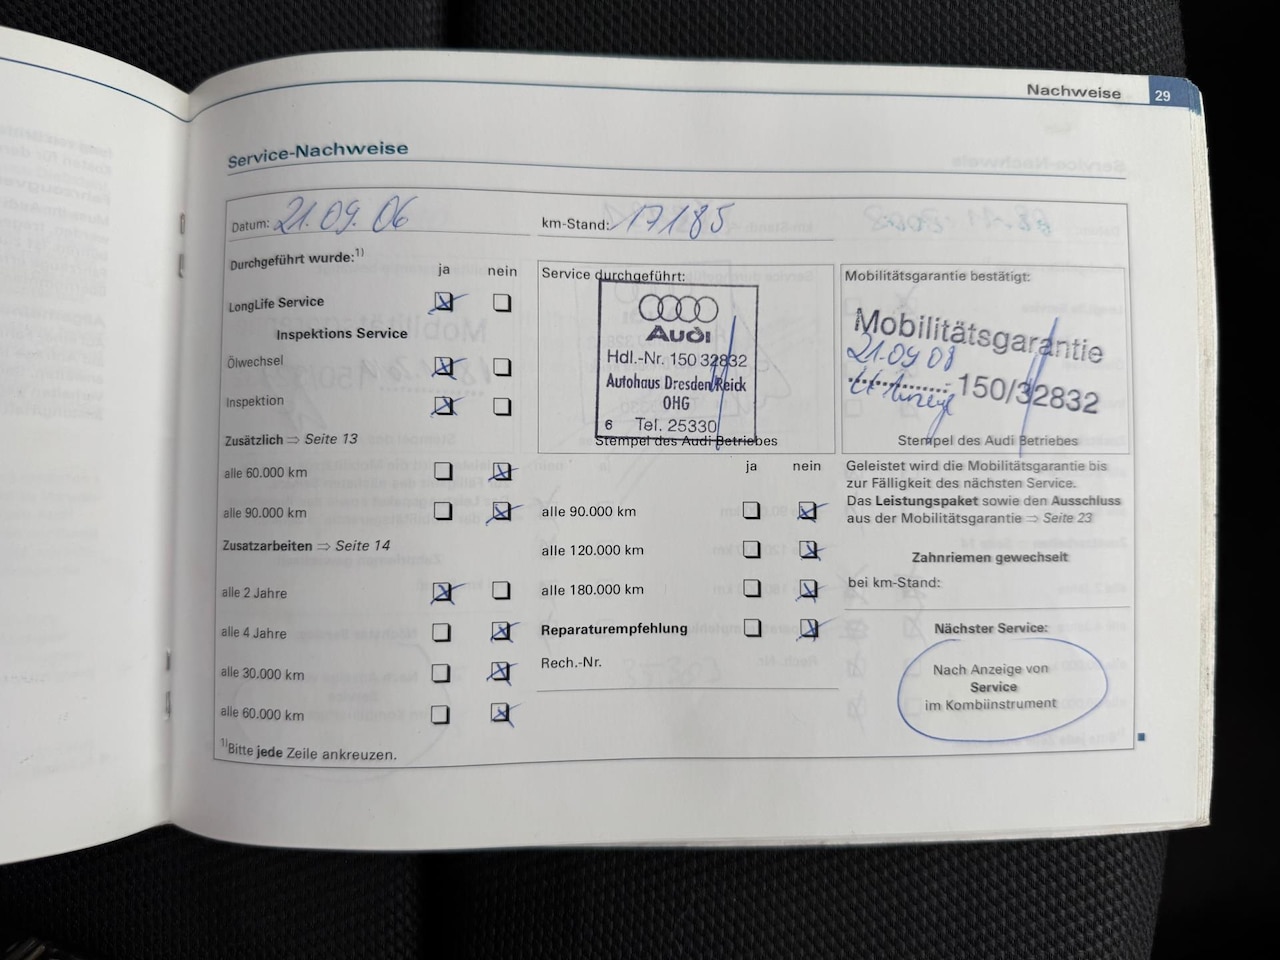 Nachweise 29
Service-Nachweise
Datum: 21.09.06
km-Stand: 17185
Durchgeführt wurde:1)
ja nein
LongLife Service
Inspektions Service
Ölwechsel
Inspektion
Zusätzlich ⇒ Seite 13
alle 60.000 km
alle 90.000 km
Zusatzarbeiten ⇒ Seite 14
alle 2 Jahre
alle 4 Jahre
alle 30.000 km
alle 60.000 km
1)Bitte jede Zeile ankreuzen.
Service durchgeführt:
Audi
Hdl.-Nr. 150 32832
Autohaus Dresden/Reick
OHG
6 Tel. 25330
Stempel des Audi Betriebes
ja nein
alle 90.000 km
alle 120.000 km
alle 180.000 km
Reparaturempfehlung
Rech.-Nr.
Mobilitätsgarantie bestätigt:
Mobilitätsgarantie
21.09.08
150/32832
Stempel des Audi Betriebes
Geleistet wird die Mobilitätsgarantie bis
zur Fälligkeit des nächsten Service.
Das Leistungspaket sowie den Ausschluss
aus der Mobilitätsgarantie ⇒ Seite 23
Zahnriemen gewechselt
bei km-Stand:
Nächster Service:
Nach Anzeige von
Service
im Kombiinstrument